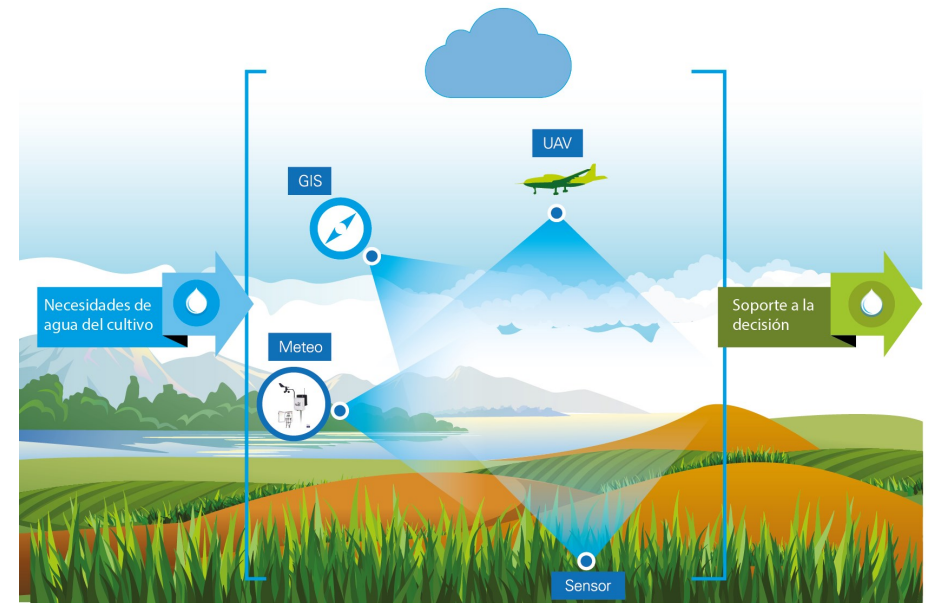 UAV
GIS
Necesidades de
agua del cultivo
Soporte a la
decisión
Meteo
Sensor